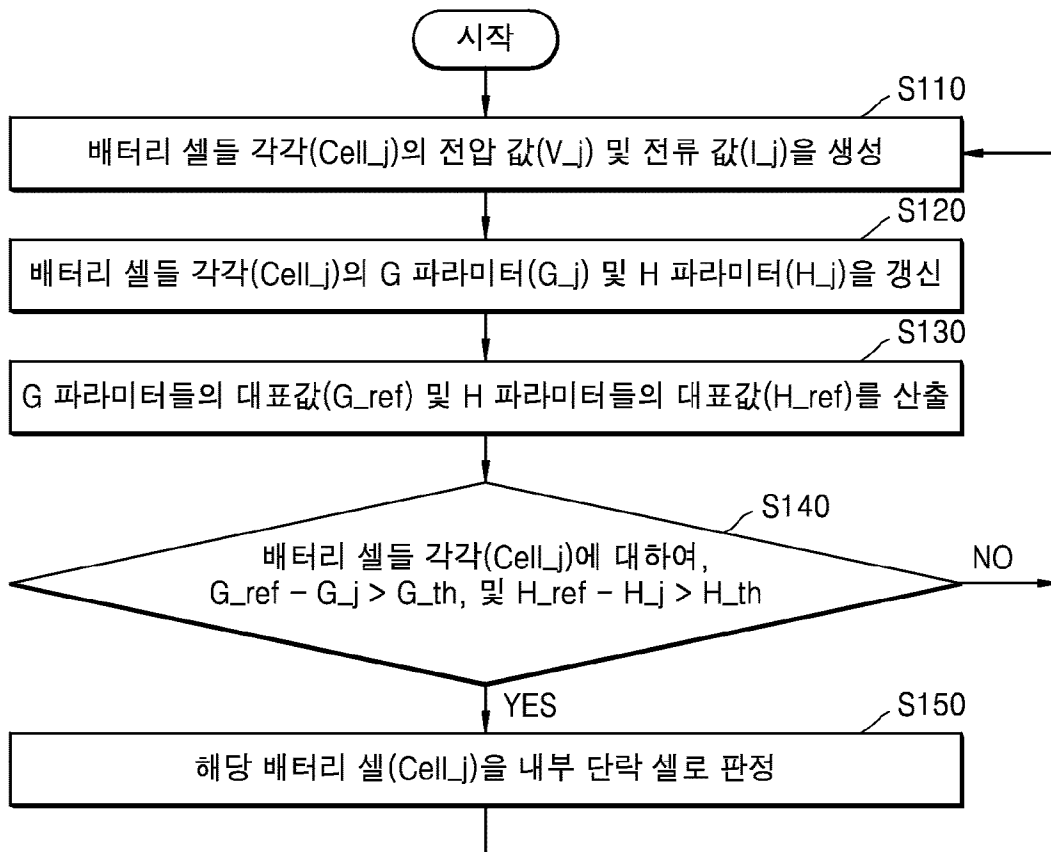 시작
S110
배터리 셀들 각각(Cell_j)의 전압 값(V_j) 및 전류 값(I_j)을 생성
S120
배터리 셀들 각각(Cell_j)의 G 파라미터(G_j) 및 H 파라미터(H_j)을 갱신
S130
G 파라미터들의 대표값(G_ref) 및 H 파라미터들의 대표값(H_ref)를 산출
S140
배터리 셀들 각각(Cell_j)에 대하여,
G_ref – G_j > G_th, 및 H_ref – H_j > H_th
NO
YES
S150
해당 배터리 셀(Cell_j)을 내부 단락 셀로 판정